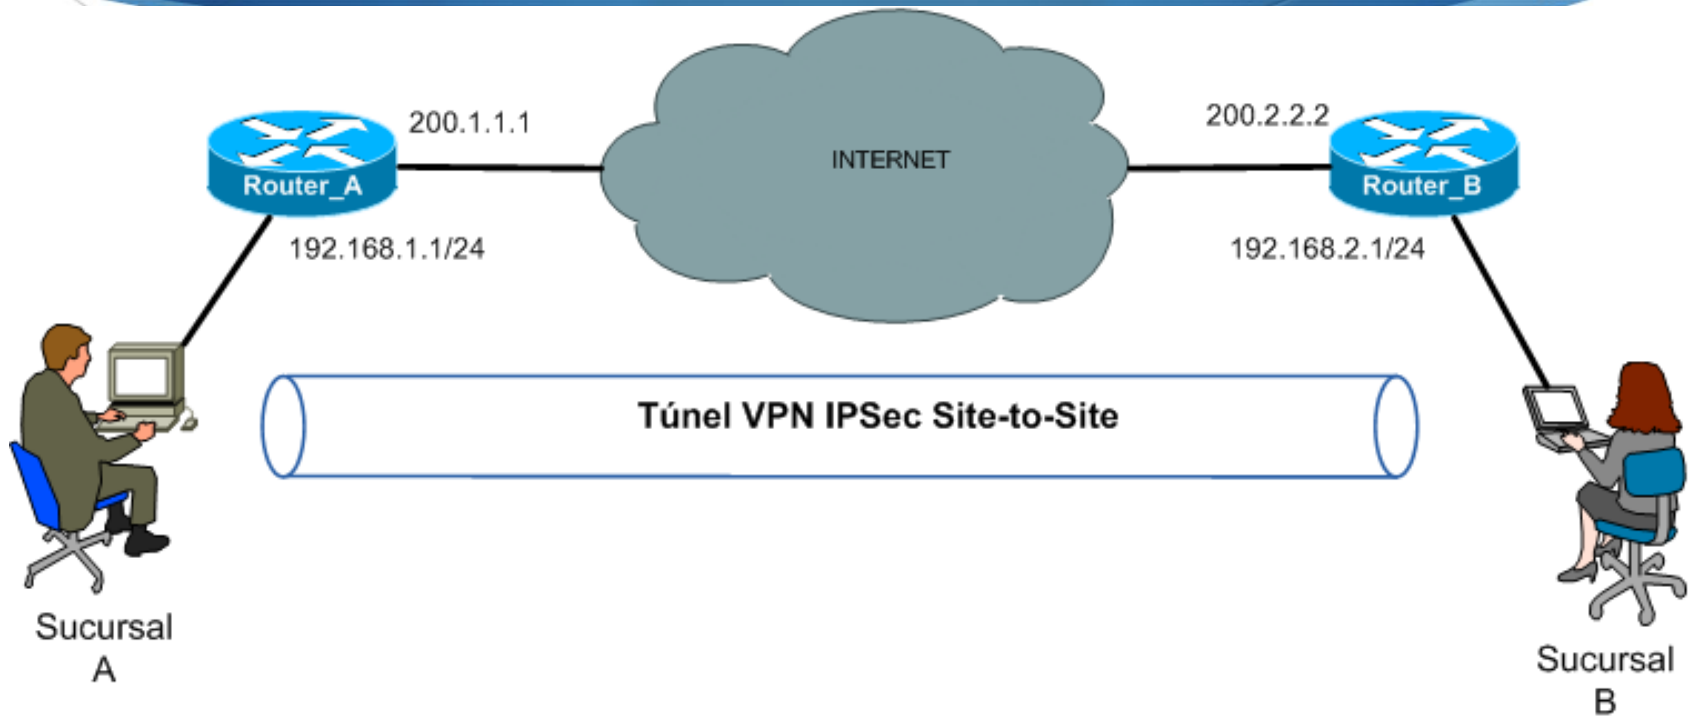 200.1.1.1
200.2.2.2
INTERNET
Router_A
Router_B
192.168.1.1/24
192.168.2.1/24
Túnel VPN IPSec Site-to-Site
Sucursal
A
Sucursal
B